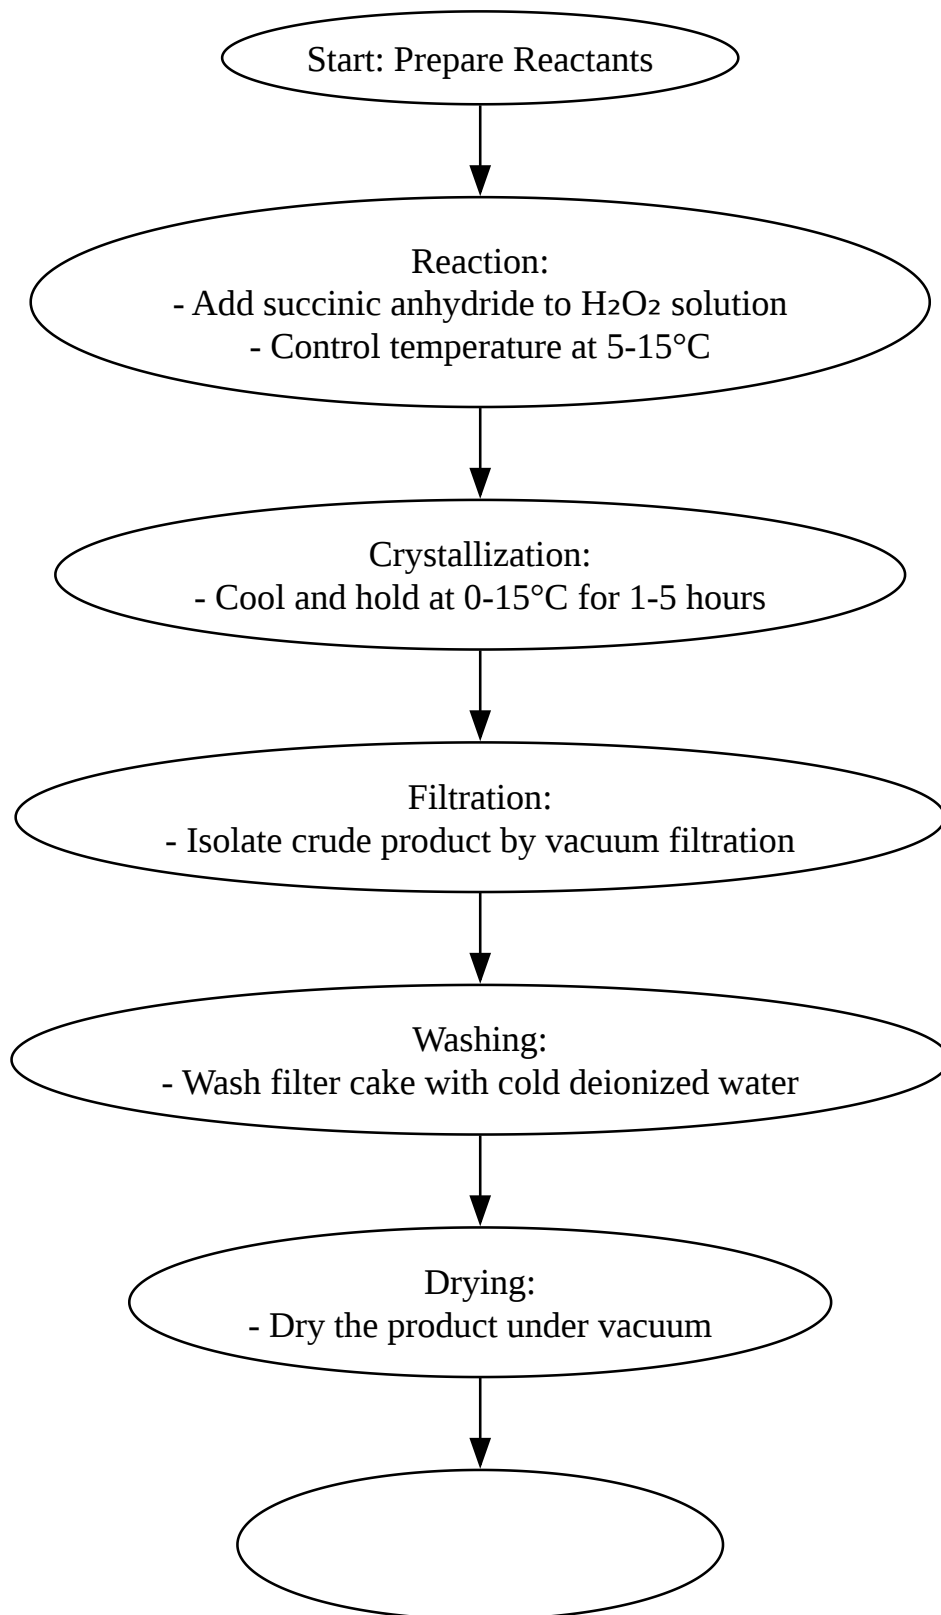 Start: Prepare Reactants
Reaction:
- Add succinic anhydride to H₂O₂ solution
- Control temperature at 5-15°C
Crystallization:
- Cool and hold at 0-15°C for 1-5 hours
Filtration:
- Isolate crude product by vacuum filtration
Washing:
- Wash filter cake with cold deionized water
Drying:
- Dry the product under vacuum